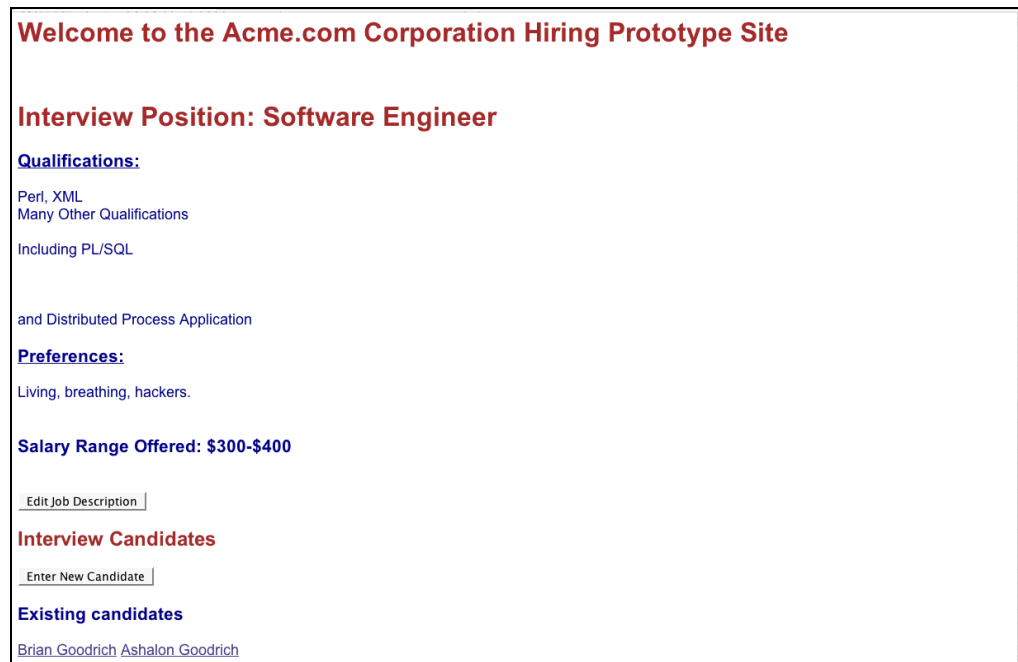 Welcome to the Acme.com Corporation Hiring Prototype Site
Interview Position: Software Engineer
Qualifications:
Perl, XML
Many Other Qualifications
Including PL/SQL
and Distributed Process Application
Preferences:
Living, breathing, hackers.
Salary Range Offered: $300-$400
Edit Job Description
Interview Candidates
Enter New Candidate
Existing candidates
Brian Goodrich Ashalon Goodrich